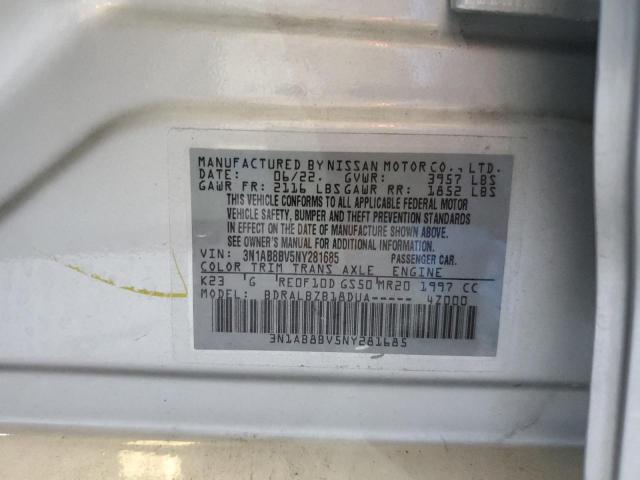 MANUFACTURED BY NISSAN MOTOR CO., LTD.
DATE: 06/22. GVWR: 3957 LBS
GAWR FR: 2116 LBS GAWR RR: 1852 LBS
THIS VEHICLE CONFORMS TO ALL APPLICABLE FEDERAL MOTOR
VEHICLE SAFETY, BUMPER AND THEFT PREVENTION STANDARDS
IN EFFECT ON THE DATE OF MANUFACTURE SHOWN ABOVE.
SEE OWNER'S MANUAL FOR ADDITIONAL INFORMATION.
VIN: 3N1AB8BV5NY281685 PASSENGER CAR.
COLOR TRIM TRANS AXLE ENGINE
K23 G RE0F10D GS50 MR20 1997 CC
MODEL: BDRALBZB18DUA----- 47000
3N1AB8BV5NY281685